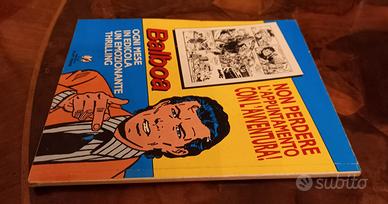 NON PERDERE
L'APPUNTAMENTO
CON L'AVVENTURA!
Balboa
OGNI MESE
IN EDICOLA
UN EMOZIONANTE
THRILLING
subito